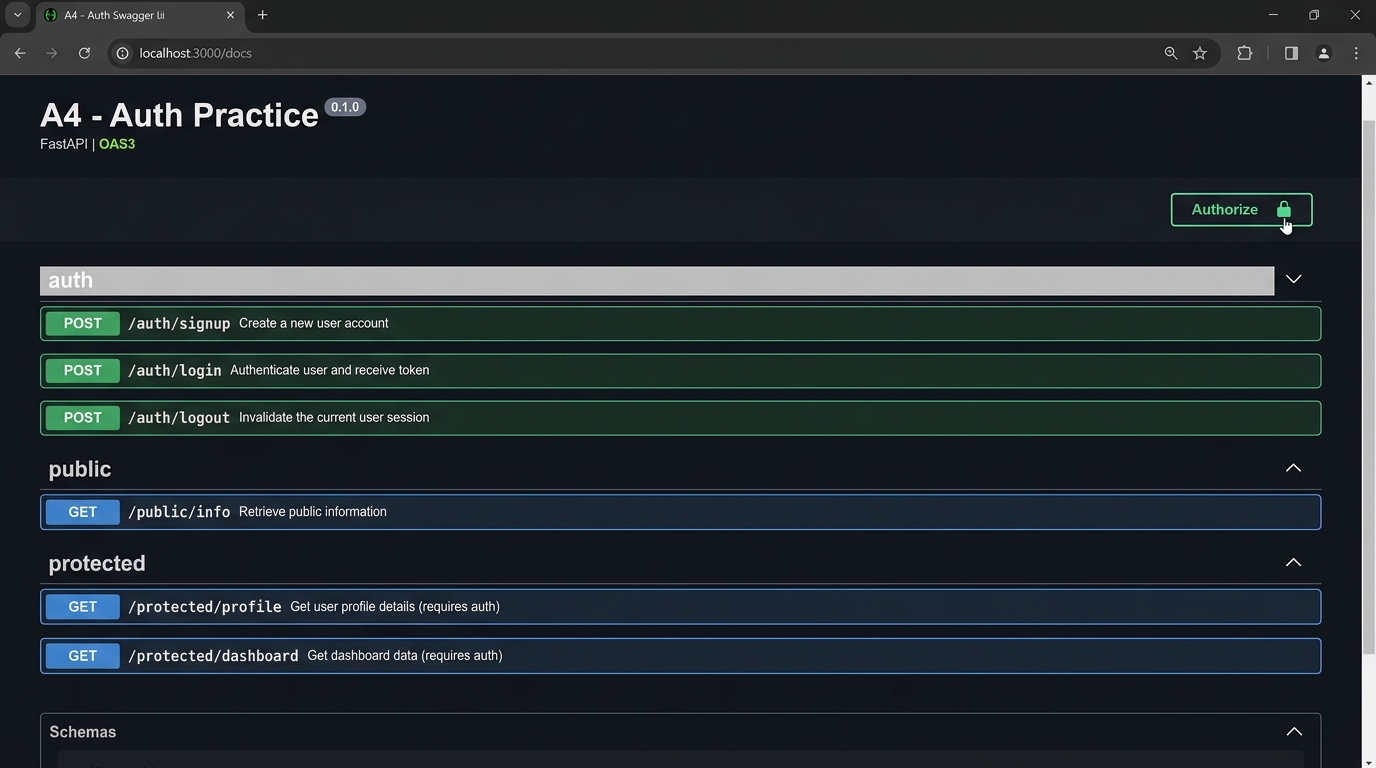 A4 - Auth Swagger Ui
localhost:3000/docs
A4 - Auth Practice 0.1.0
FastAPI | OAS3
Authorize
auth
POST /auth/signup Create a new user account
POST /auth/login Authenticate user and receive token
POST /auth/logout Invalidate the current user session
public
GET /public/info Retrieve public information
protected
GET /protected/profile Get user profile details (requires auth)
GET /protected/dashboard Get dashboard data (requires auth)
Schemas